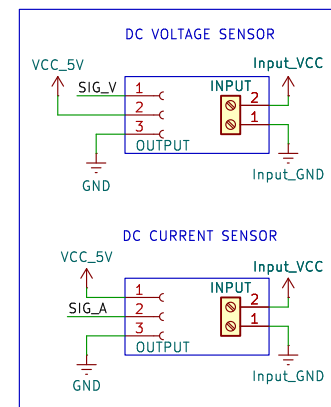 DC VOLTAGE SENSOR
VCC_5V
Input_VCC
SIG_V
INPUT
1
2
2
1
3
OUTPUT
GND
Input_GND
DC CURRENT SENSOR
VCC_5V
Input_VCC
INPUT
1
SIG_A
2
2
1
3
OUTPUT
GND
Input_GND